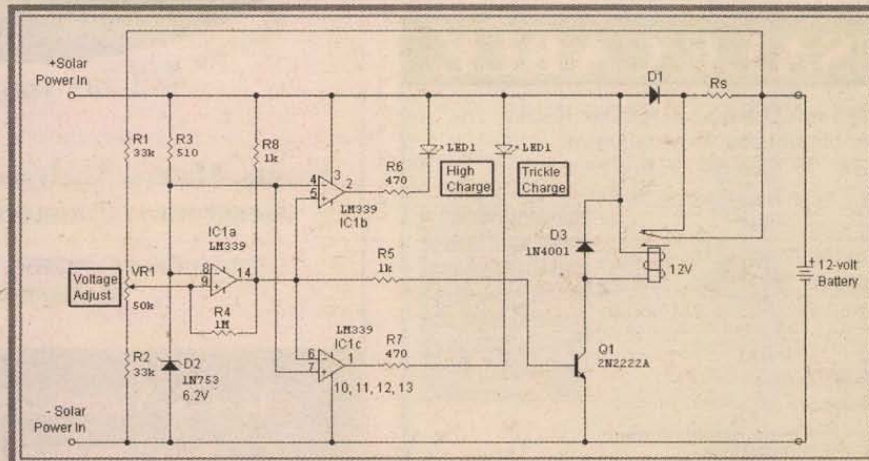 +Solar
Power In
D1
Rs
R1
33k
R3
510
R8
1k
4
5
3
2
R6
470
LED1
High
Charge
LED1
Trickle
Charge
LM339
IC1b
IC1a
LM339
D3
1N4001
R5
1k
12V
+
12-volt
Battery
Voltage
Adjust
VR1
50k
8
9
14
R4
1M
LM339
IC1c
R7
470
6
7
1
R2
33k
D2
1N753
6.2V
10, 11, 12, 13
Q1
2N2222A
- Solar
Power In